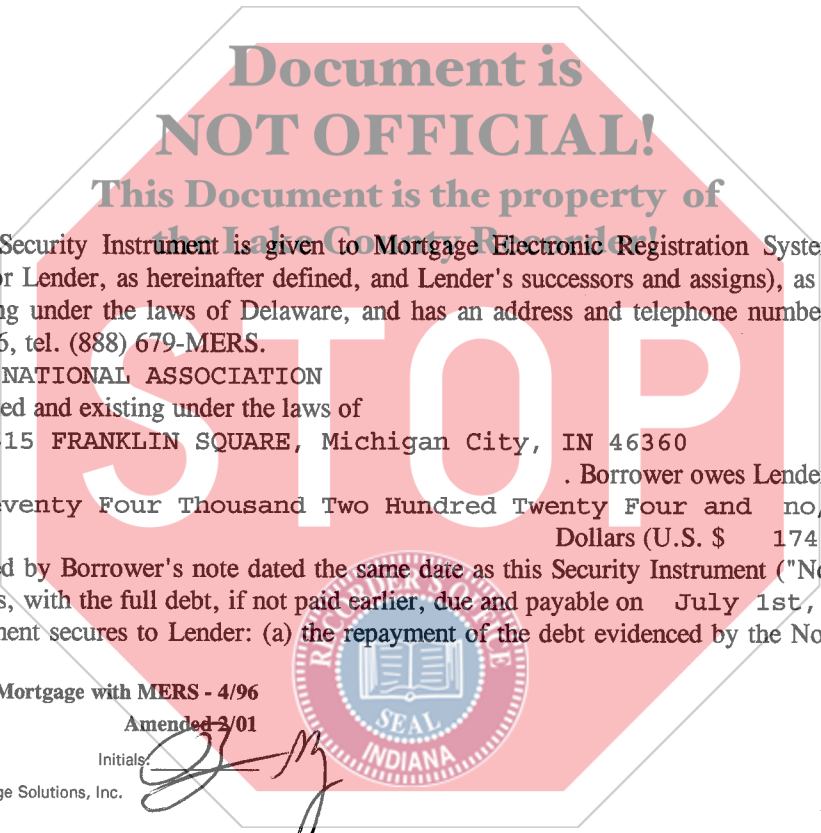 Document is
NOT OFFICIAL!
This Document is the property of
the Lake County Recorder!
Security Instrument is given to Mortgage Electronic Registration Syste
r Lender, as hereinafter defined, and Lender's successors and assigns), as
ng under the laws of Delaware, and has an address and telephone numbe
6, tel. (888) 679-MERS.
NATIONAL ASSOCIATION
ed and existing under the laws of
15 FRANKLIN SQUARE, Michigan City, IN 46360
. Borrower owes Lende
eventy Four Thousand Two Hundred Twenty Four and no/
Dollars (U.S. $ 174
d by Borrower's note dated the same date as this Security Instrument ("No
s, with the full debt, if not paid earlier, due and payable on July 1st,
nent secures to Lender: (a) the repayment of the debt evidenced by the No
Mortgage with MERS - 4/96
Amended 2/01
Initials:
ge Solutions, Inc.
STOP
RECORDER'S OFFICE
SEAL
INDIANA